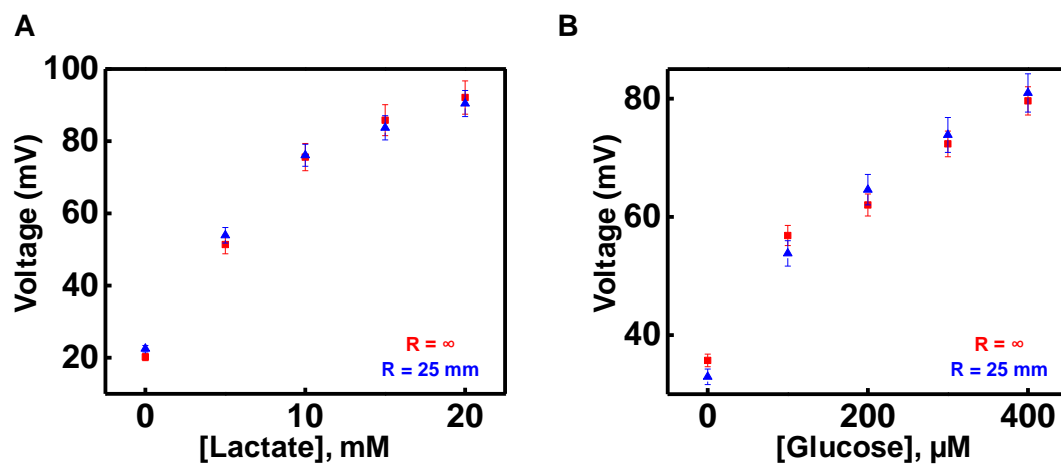 A
B
100
80
60
40
20
Voltage (mV)
R = ∞
R = 25 mm
0
10
20
[Lactate], mM
80
60
40
Voltage (mV)
R = ∞
R = 25 mm
0
200
400
[Glucose], µM